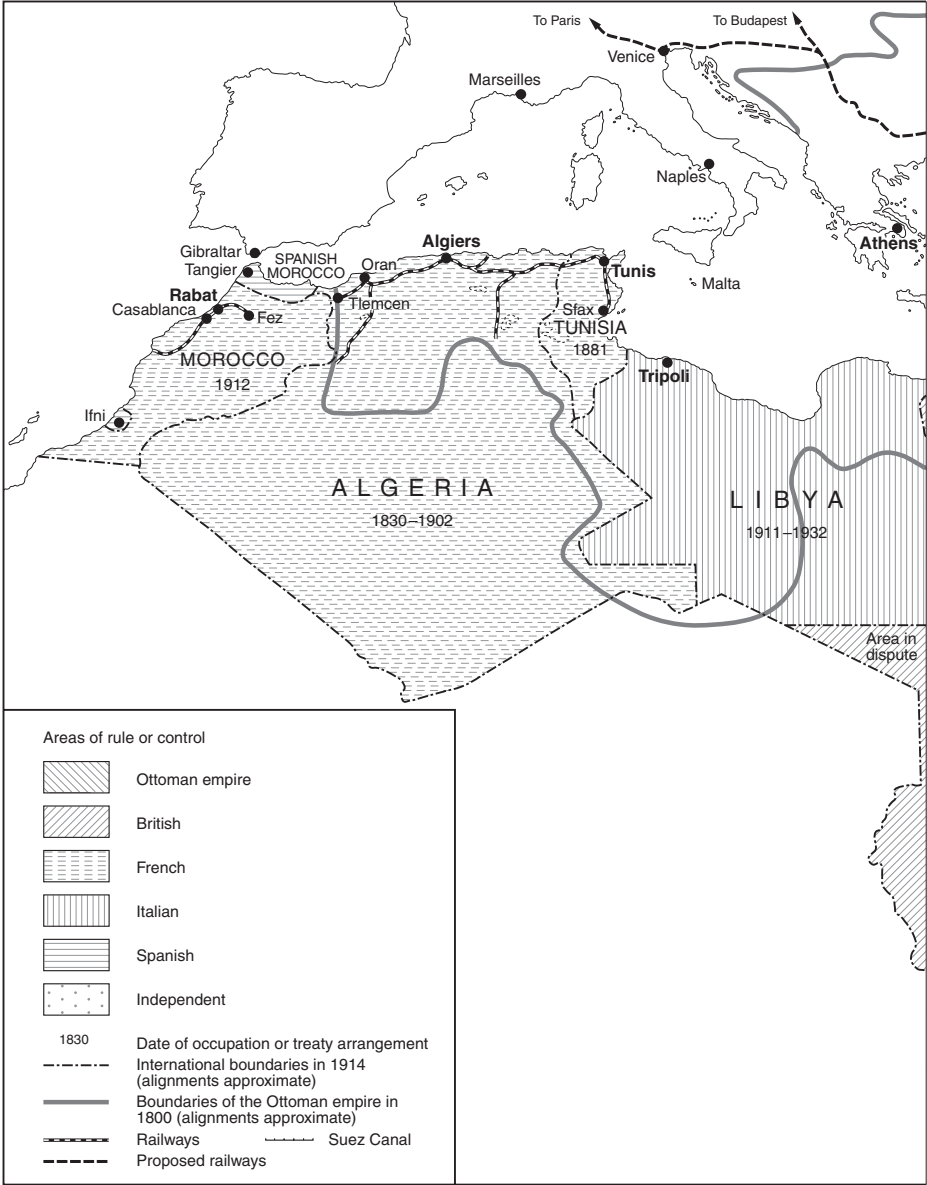 To Paris
To Budapest
Venice
Marseilles
Naples
Athens
Gibraltar
Tangier
SPANISH
MOROCCO
Oran
Algiers
Tunis
Malta
Rabat
Casablanca
Fez
Tlemcen
Sfax
TUNISIA
1881
MOROCCO
1912
Tripoli
Ifni
ALGERIA
1830–1902
LIBYA
1911–1932
Area in
dispute
Areas of rule or control
Ottoman empire
British
French
Italian
Spanish
Independent
1830 Date of occupation or treaty arrangement
International boundaries in 1914
(alignments approximate)
Boundaries of the Ottoman empire in
1800 (alignments approximate)
Railways Suez Canal
Proposed railways